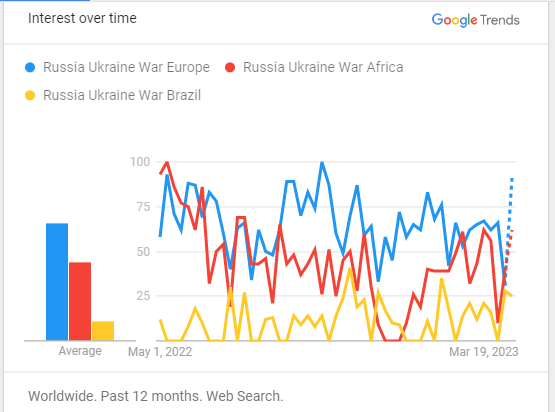 Interest over time
Google Trends
Russia Ukraine War Europe
Russia Ukraine War Africa
Russia Ukraine War Brazil
100
75
50
25
Average
May 1, 2022
Mar 19, 2023
Worldwide. Past 12 months. Web Search.